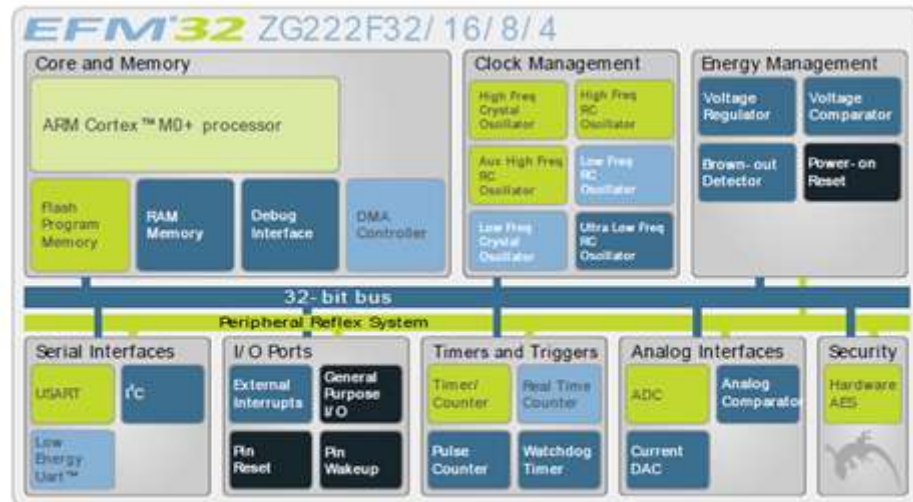 EFM®32 ZG222F32/ 16/ 8/ 4
Core and Memory
ARM Cortex™ M0+ processor
Flash
Program
Memory
RAM
Memory
Debug
Interface
DMA
Controller
Clock Management
High Freq
Crystal
Oscillator
High Freq
RC
Oscillator
Aux High Freq
RC
Oscillator
Low Freq
RC
Oscillator
Low Freq
Crystal
Oscillator
Ultra Low Freq
RC
Oscillator
Energy Management
Voltage
Regulator
Voltage
Comparator
Brown- out
Detector
Power- on
Reset
32- bit bus
Peripheral Reflex System
Serial Interfaces
USART
I²C
Low
Energy
Uart™
I/ O Ports
External
Interrupts
General
Purpose
I/ O
Pin
Reset
Pin
Wakeup
Timers and Triggers
Timer/
Counter
Real Time
Counter
Pulse
Counter
Watchdog
Timer
Analog Interfaces
ADC
Analog
Comparator
Current
DAC
Security
Hardware
AES